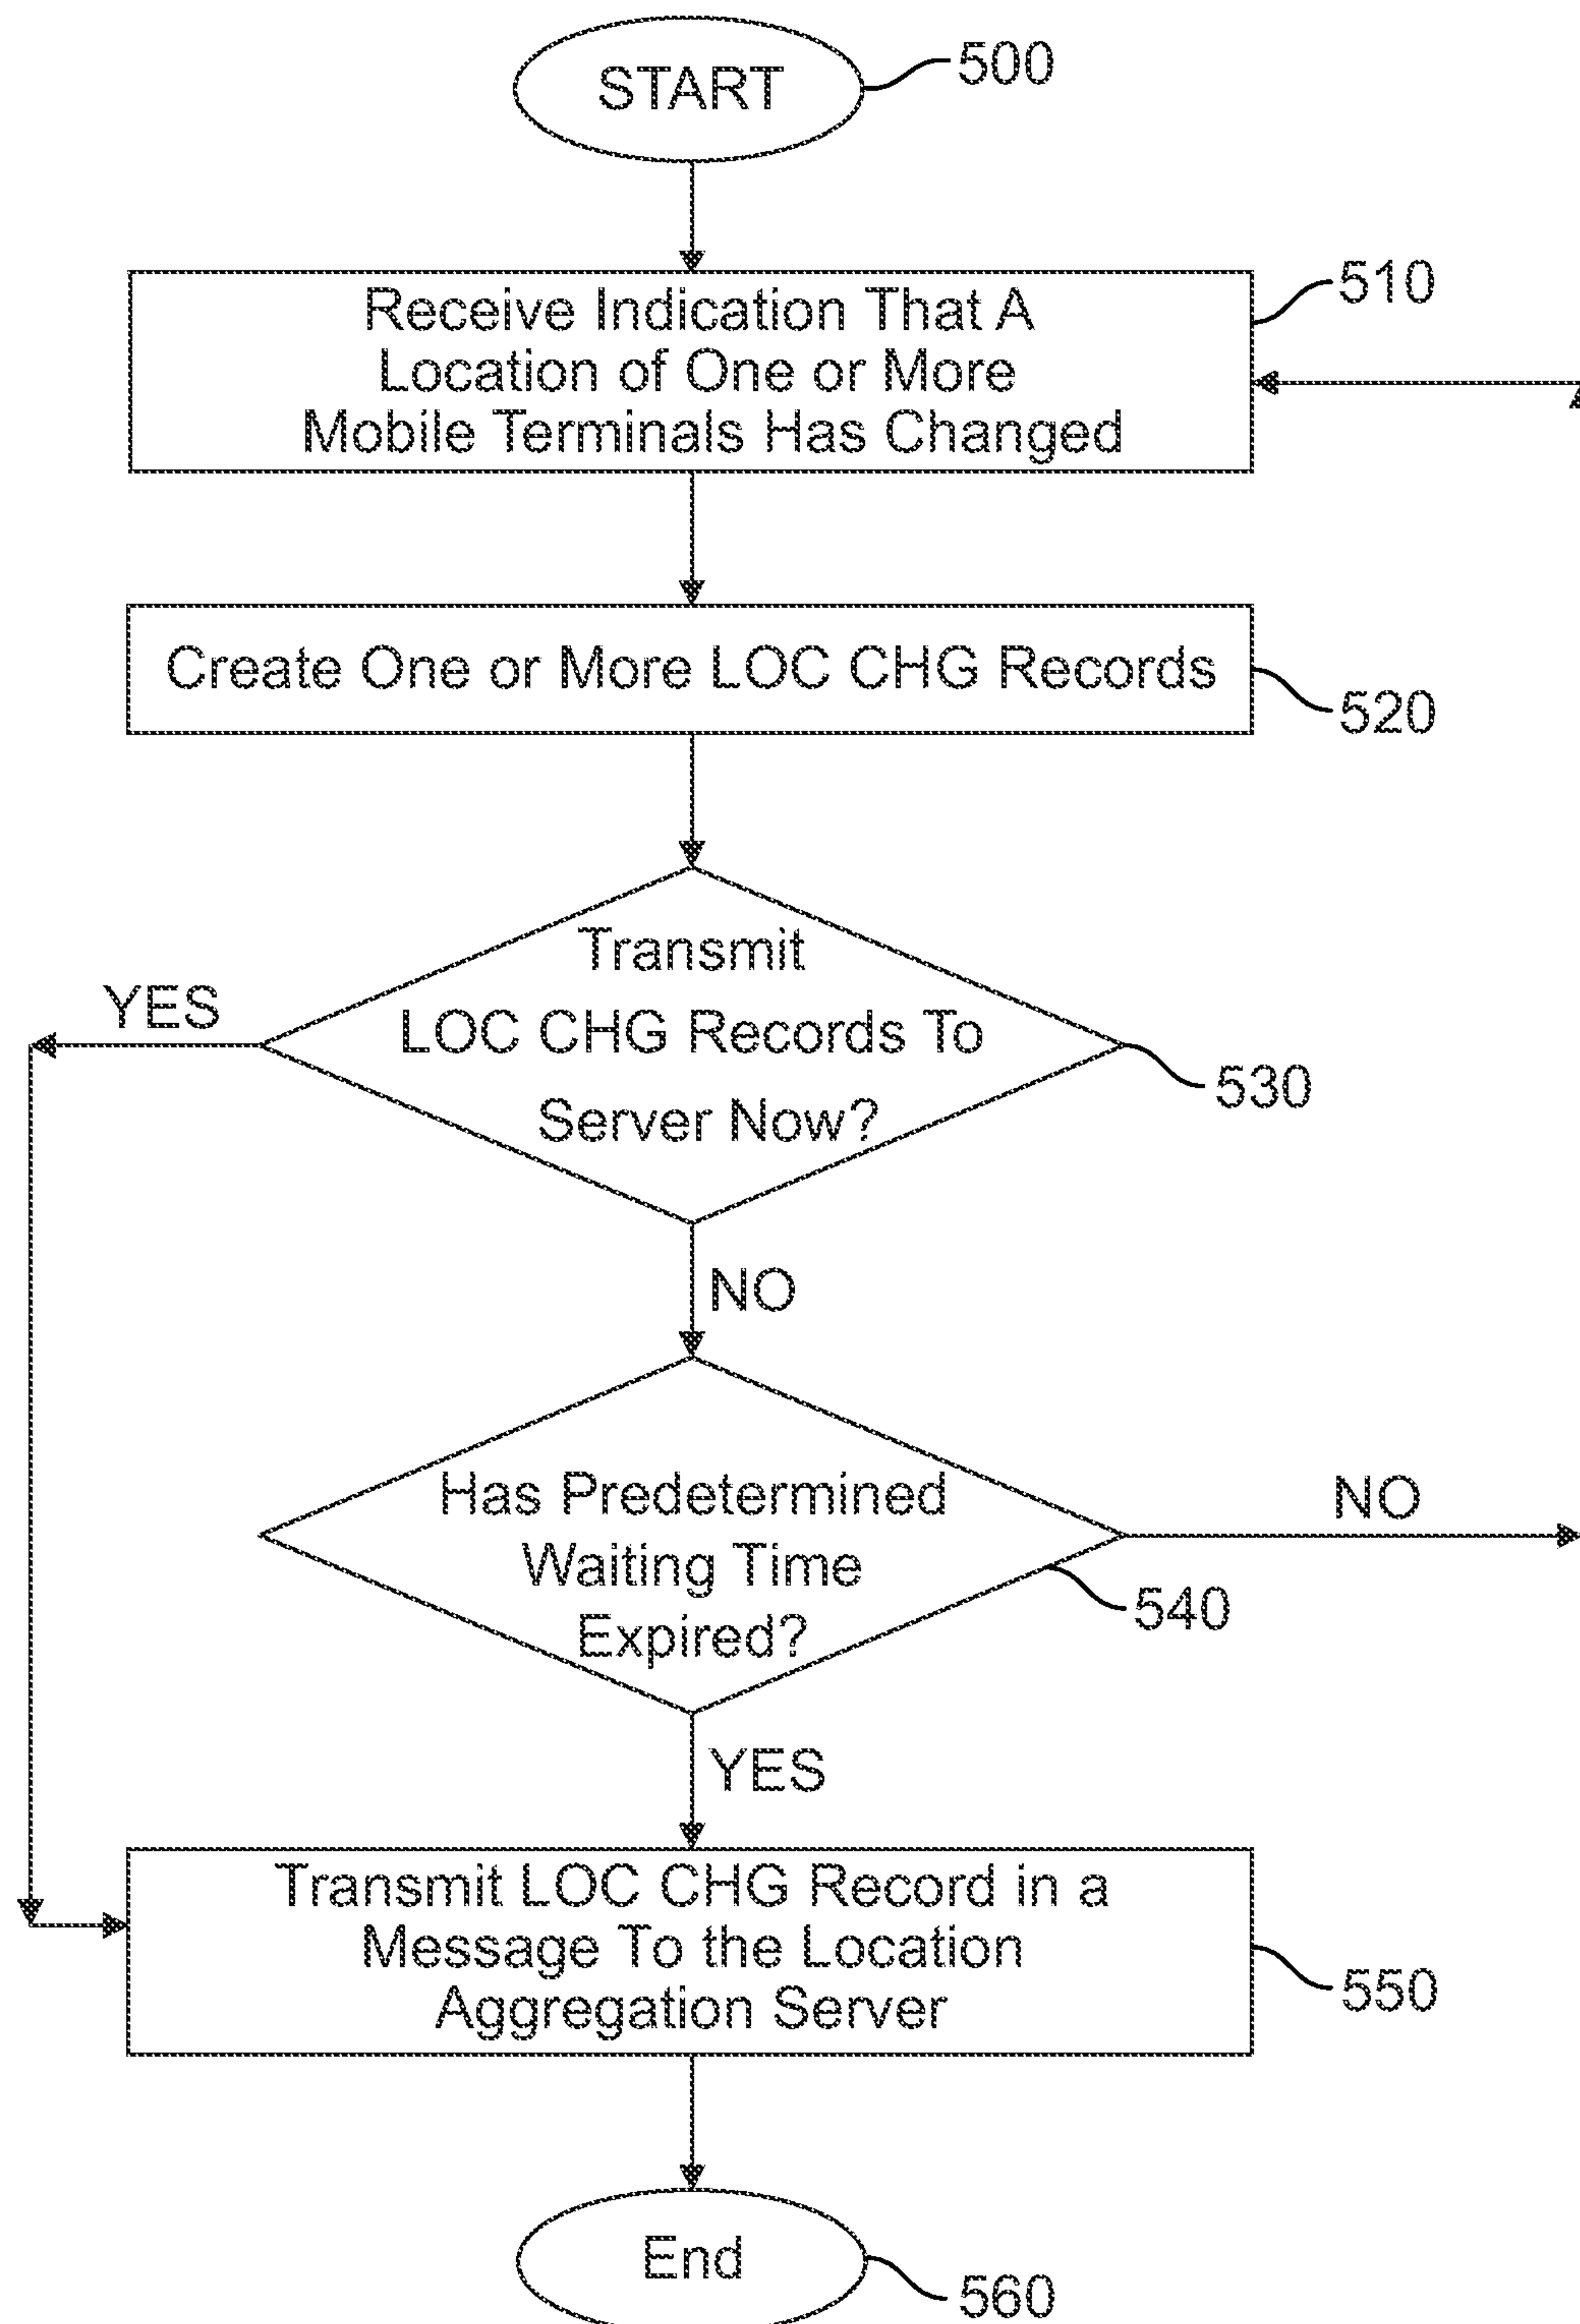 START
500
Receive Indication That A
Location of One or More
Mobile Terminals Has Changed
510
Create One or More LOC CHG Records
520
Transmit
LOC CHG Records To
Server Now?
530
YES
NO
Has Predetermined
Waiting Time
Expired?
540
NO
YES
Transmit LOC CHG Record in a
Message To the Location
Aggregation Server
550
End
560